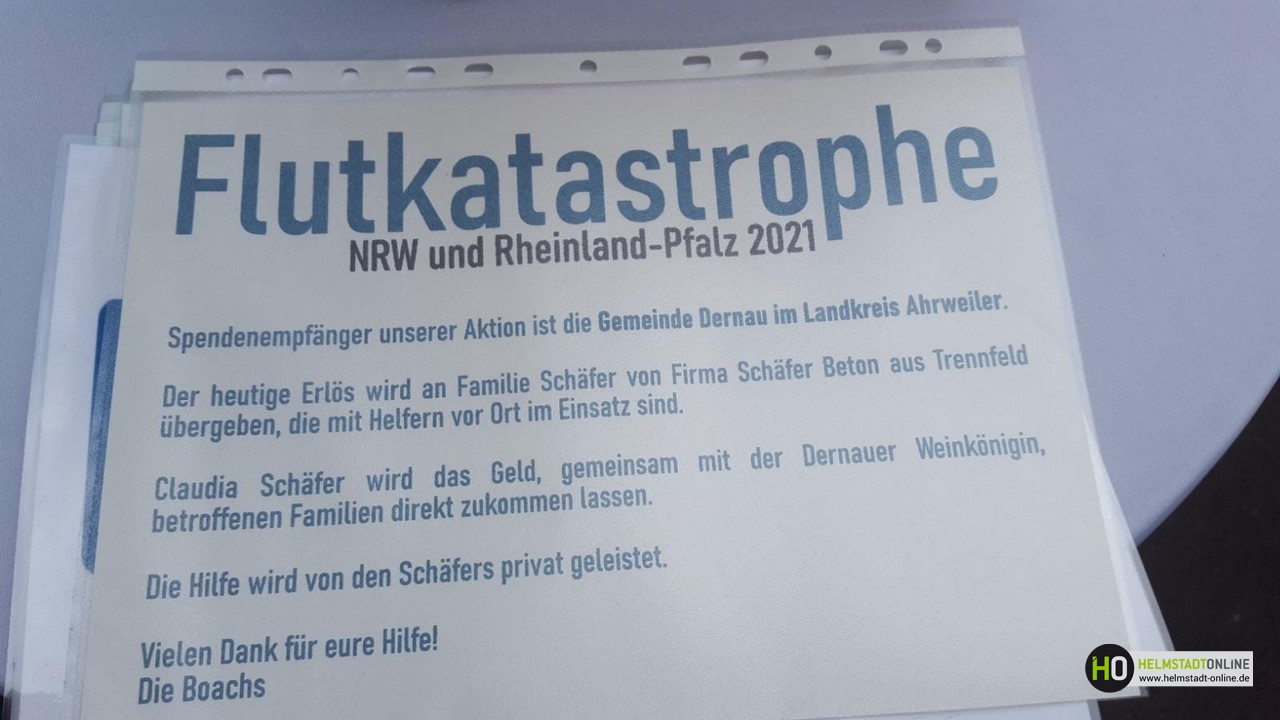 Flutkatastrophe
NRW und Rheinland-Pfalz 2021
Spendenempfänger unserer Aktion ist die Gemeinde Dernau im Landkreis Ahrweiler.
Der heutige Erlös wird an Familie Schäfer von Firma Schäfer Beton aus Trennfeld
übergeben, die mit Helfern vor Ort im Einsatz sind.
Claudia Schäfer wird das Geld, gemeinsam mit der Dernauer Weinkönigin,
betroffenen Familien direkt zukommen lassen.
Die Hilfe wird von den Schäfers privat geleistet.
Vielen Dank für eure Hilfe!
Die Boachs
HO HELMSTADTONLINE
www.helmstadt-online.de